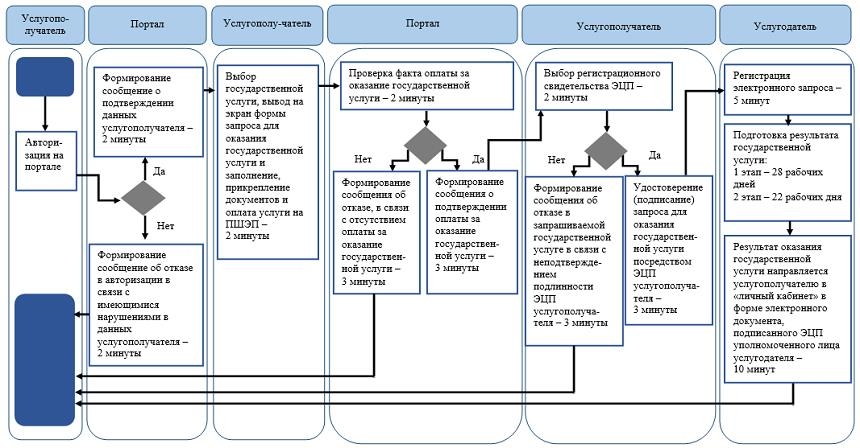 Услугопо-
лучатель
Портал
Услугополу-чатель
Портал
Услугополучатель
Услугодатель
Автори-
зация на
портале
Формирование
сообщение о
подтверждении
данных
услугополучателя –
2 минуты
Да
Нет
Формирование
сообщение об отказе
в авторизации в
связи с
имеющимися
нарушениями в
данных
услугополучателя –
2 минуты
Выбор
государственной
услуги, вывод на
экран формы
запроса для
оказания
государственной
услуги и
заполнение,
прикрепление
документов и
оплата услуги на
ПШЭП –
2 минуты
Проверка факта оплаты за
оказание государственной
услуги – 2 минуты
Нет
Да
Формирование
сообщения об
отказе, в связи
с отсутствием
оплаты за
оказание
государствен-
ной услуги –
3 минуты
Формирование
сообщения о
подтверждении
оплаты за
оказание
государствен-
ной услуги –
3 минуты
Выбор регистрационного
свидетельства ЭЦП –
2 минуты
Нет
Да
Формирование
сообщения об
отказе в
запрашиваемой
государственной
услуге в связи с
неподтвержде-
нием
подлинности
ЭЦП
услугополуча-
теля – 3 минуты
Удостоверение
(подписание)
запроса для
оказания
государствен-
ной услуги
посредством
ЭЦП
услугополуча-
теля –
3 минуты
Регистрация
электронного запроса –
5 минут
Подготовка результата
государственной
услуги:
1 этап – 28 рабочих
дней
2 этап – 22 рабочих дня
Результат оказания
государственной
услуги направляется
услугополучателю в
«личный кабинет» в
форме электронного
документа,
подписанного ЭЦП
уполномоченного лица
услугодателя –
10 минут